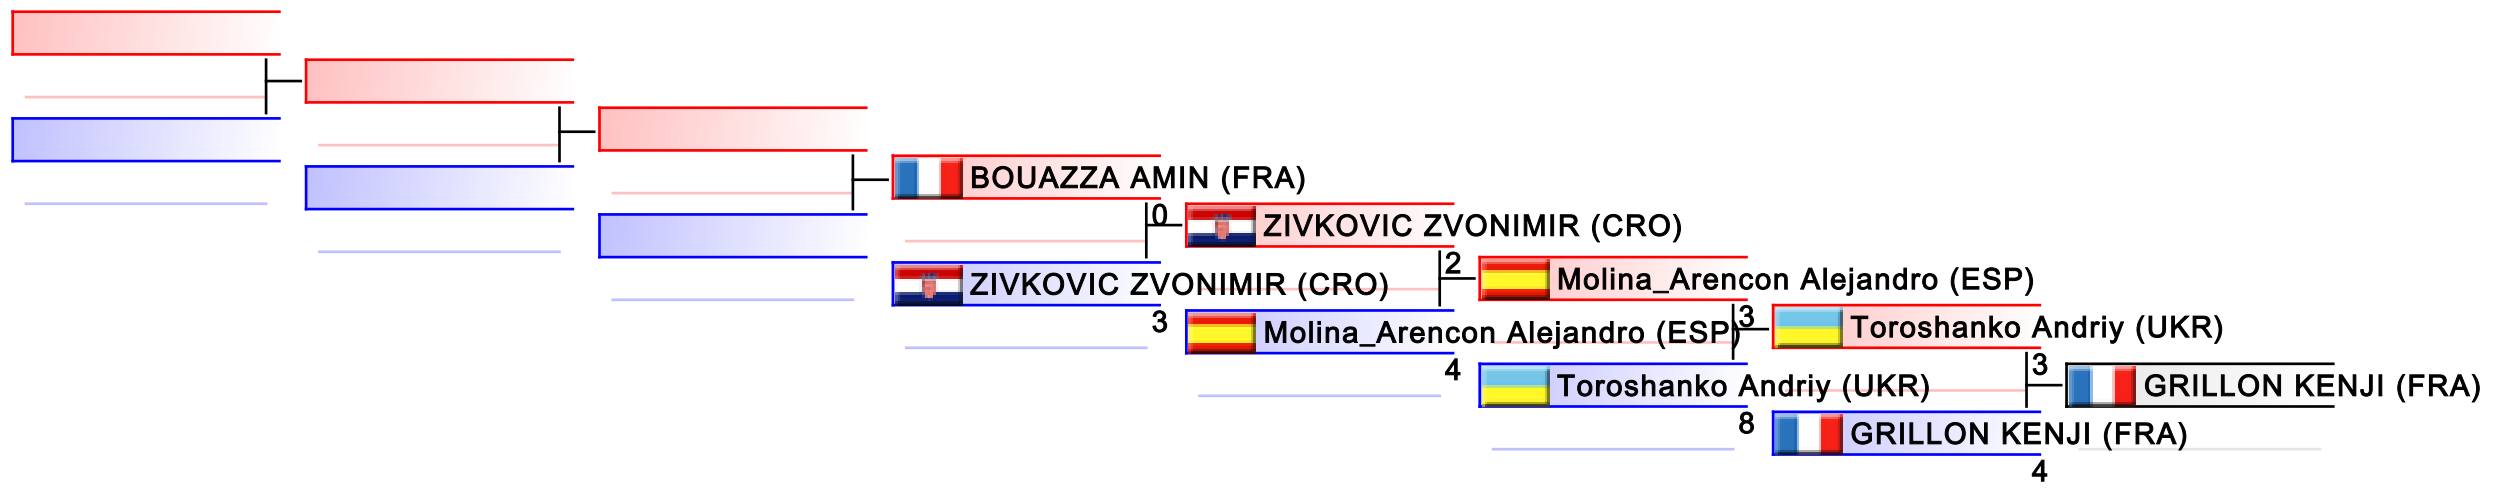 BOUAZZA AMIN (FRA)
0
ZIVKOVIC ZVONIMIR (CRO)
3
ZIVKOVIC ZVONIMIR (CRO)
2
Molina_Arencon Alejandro (ESP)
4
Molina_Arencon Alejandro (ESP)
3
Toroshanko Andriy (UKR)
8
Toroshanko Andriy (UKR)
3
GRILLON KENJI (FRA)
4
GRILLON KENJI (FRA)